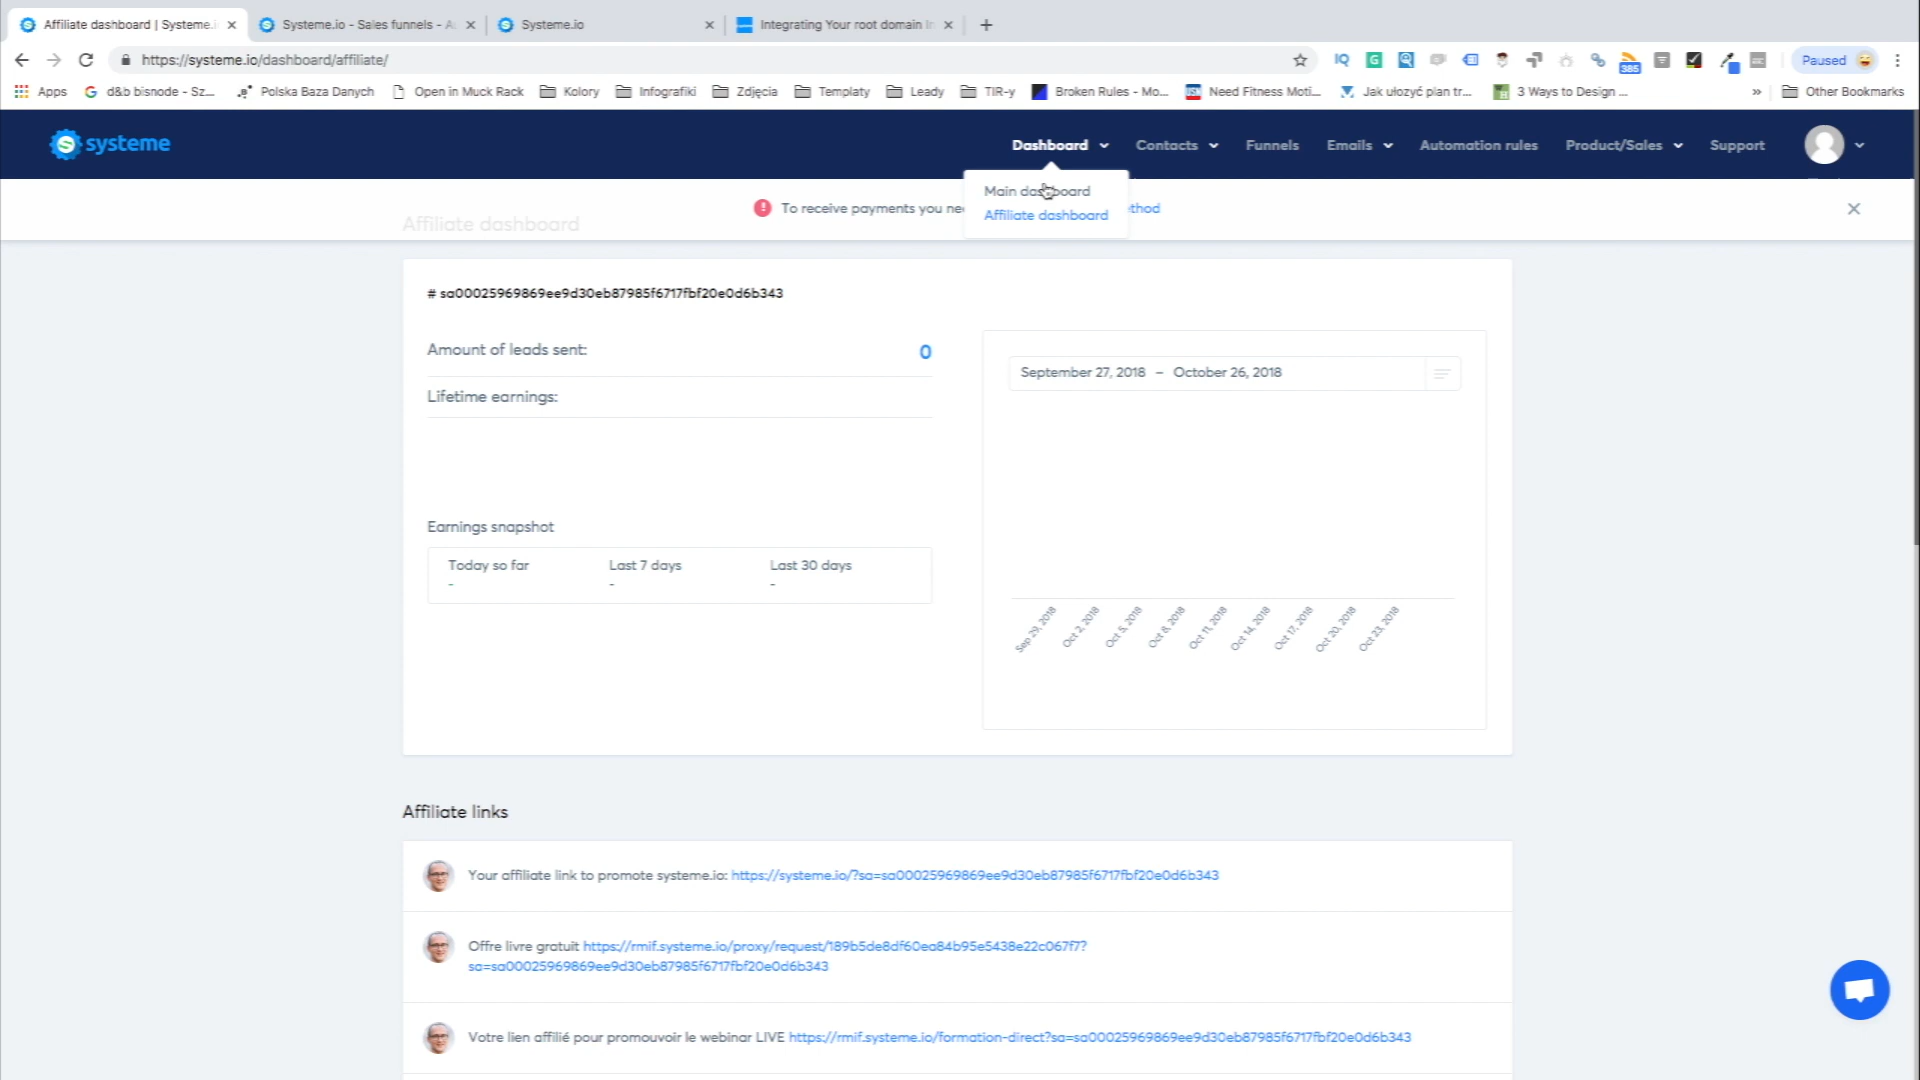 Affiliate dashboard | Systeme.i
Systeme.io - Sales funnels - A
Systeme.io
Integrating Your root domain i
https://systeme.io/dashboard/affiliate/
385
Paused
Apps
d&b bisnode - Sz...
Polska Baza Danych
Open in Muck Rack
Kolory
Infografiki
Zdjęcia
Templaty
Leady
TIR-y
Broken Rules - Mo...
Need Fitness Moti...
Jak ułożyć plan tr...
3 Ways to Design ...
»
Other Bookmarks
systeme
Dashboard
Contacts
Funnels
Emails
Automation rules
Product/Sales
Support
Main dashboard
Affiliate dashboard
To receive payments you nee
thod
Affiliate dashboard
# sa00025969869ee9d30eb87985f6717fbf20e0d6b343
Amount of leads sent:
0
Lifetime earnings:
Earnings snapshot
Today so far
Last 7 days
Last 30 days
-
-
-
September 27, 2018 – October 26, 2018
Sep 29, 2018
Oct 2, 2018
Oct 5, 2018
Oct 8, 2018
Oct 11, 2018
Oct 14, 2018
Oct 17, 2018
Oct 20, 2018
Oct 23, 2018
Affiliate links
Your affiliate link to promote systeme.io: https://systeme.io/?sa=sa00025969869ee9d30eb87985f6717fbf20e0d6b343
Offre livre gratuit https://rmif.systeme.io/proxy/request/189b5de8df60ea84b95e5438e22c067f7?
sa=sa00025969869ee9d30eb87985f6717fbf20e0d6b343
Votre lien affilié pour promouvoir le webinar LIVE https://rmif.systeme.io/formation-direct?sa=sa00025969869ee9d30eb87985f6717fbf20e0d6b343